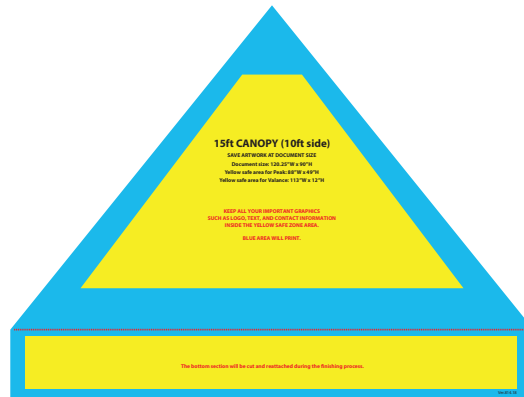 15ft CANOPY (10ft side)
SAVE ARTWORK AT DOCUMENT SIZE
Document size: 120.25"W x 90"H
Yellow safe area for Peak: 88"W x 49"H
Yellow safe area for Valance: 113"W x 12"H
KEEP ALL YOUR IMPORTANT GRAPHICS
SUCH AS LOGO, TEXT, AND CONTACT INFORMATION
INSIDE THE YELLOW SAFE ZONE AREA.
BLUE AREA WILL PRINT.
The bottom section will be cut and reattached during the finishing process.